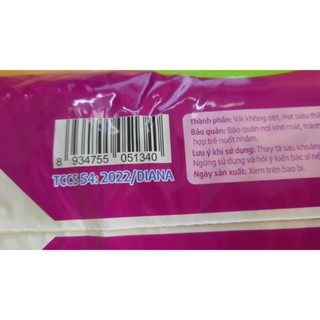 Thành phần: Vải không dệt, Hạt siêu
Bảo quản: Bảo quản nơi khô mát, tránh
hợp trẻ nuốt nhầm.
Lưu ý khi sử dụng: Thay tã sau khoảng
Ngừng sử dụng và hỏi ý kiến bác sĩ
Ngày sản xuất: Xem trên bao bì.
8 934755 051340
TCCS 54: 2022/DIANA